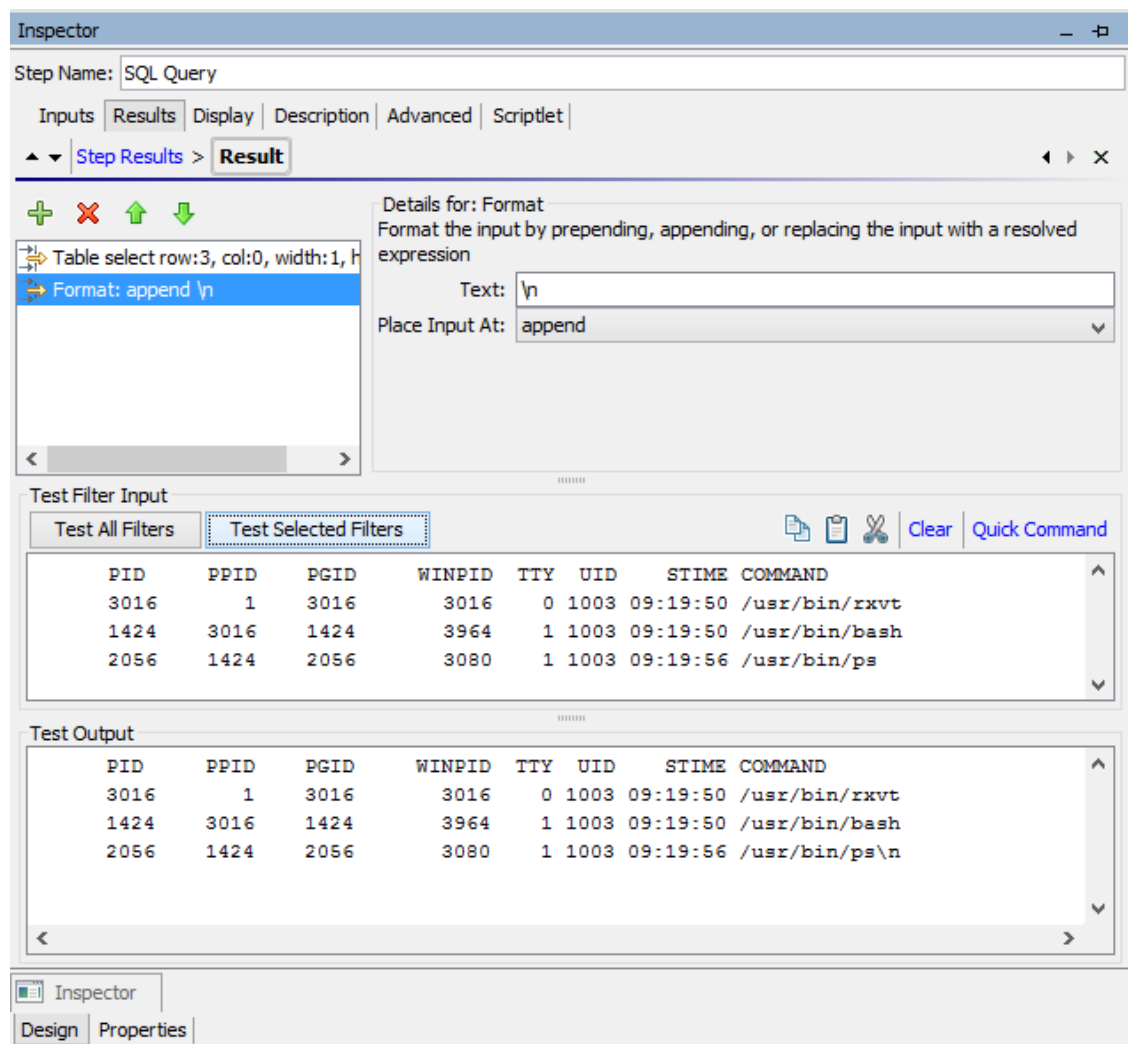 Inspector
Step Name: SQL Query
Inputs Results Display Description Advanced Scriptlet
Step Results > Result
Details for: Format
Format the input by prepending, appending, or replacing the input with a resolved
expression
Table select row:3, col:0, width:1, h
Format: append \n
Text: \n
Place Input At: append
Test Filter Input
Test All Filters Test Selected Filters Clear Quick Command
PID PPID PGID WINPID TTY UID STIME COMMAND
3016 1 3016 3016 0 1003 09:19:50 /usr/bin/rxvt
1424 3016 1424 3964 1 1003 09:19:50 /usr/bin/bash
2056 1424 2056 3080 1 1003 09:19:56 /usr/bin/ps
Test Output
PID PPID PGID WINPID TTY UID STIME COMMAND
3016 1 3016 3016 0 1003 09:19:50 /usr/bin/rxvt
1424 3016 1424 3964 1 1003 09:19:50 /usr/bin/bash
2056 1424 2056 3080 1 1003 09:19:56 /usr/bin/ps\n
Inspector
Design Properties